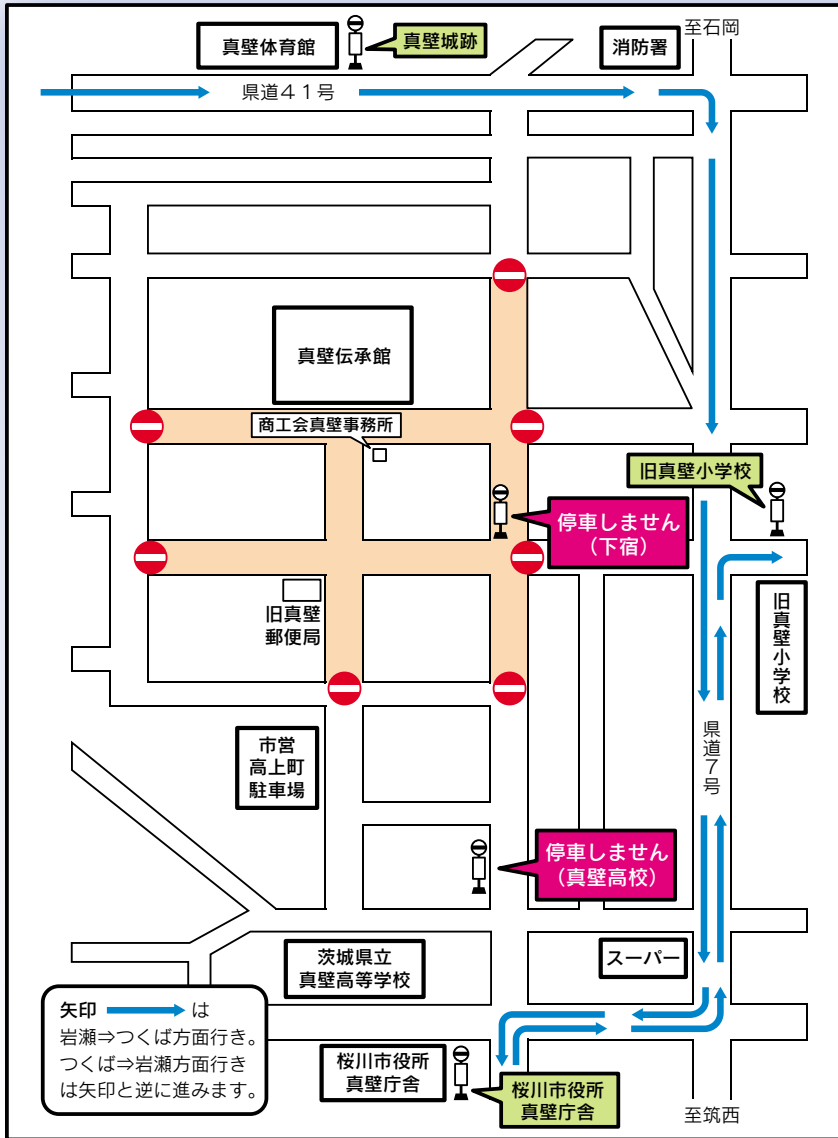 真壁体育館
真壁城跡
消防署
至石岡
県道41号
真壁伝承館
商工会真壁事務所
旧真壁小学校
停車しません
（下宿）
旧真壁
郵便局
旧真壁小学校
県道7号
市営
高上町
駐車場
停車しません
（真壁高校）
茨城県立
真壁高等学校
スーパー
矢印 は
岩瀬⇒つくば方面行き。
つくば⇒岩瀬方面行き
は矢印と逆に進みます。
桜川市役所
真壁庁舎
桜川市役所
真壁庁舎
至筑西